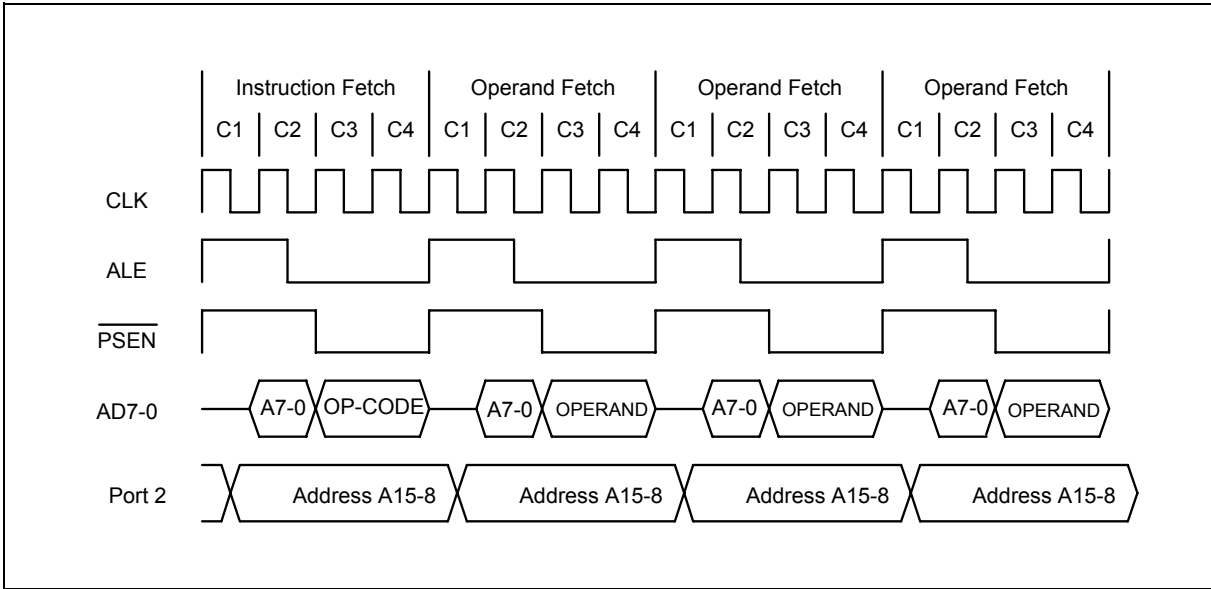 Instruction Fetch Operand Fetch Operand Fetch Operand Fetch
C1 C2 C3 C4 C1 C2 C3 C4 C1 C2 C3 C4 C1 C2 C3 C4
CLK
ALE
PSEN
AD7-0 A7-0 OP-CODE A7-0 OPERAND A7-0 OPERAND A7-0 OPERAND
Port 2 Address A15-8 Address A15-8 Address A15-8 Address A15-8